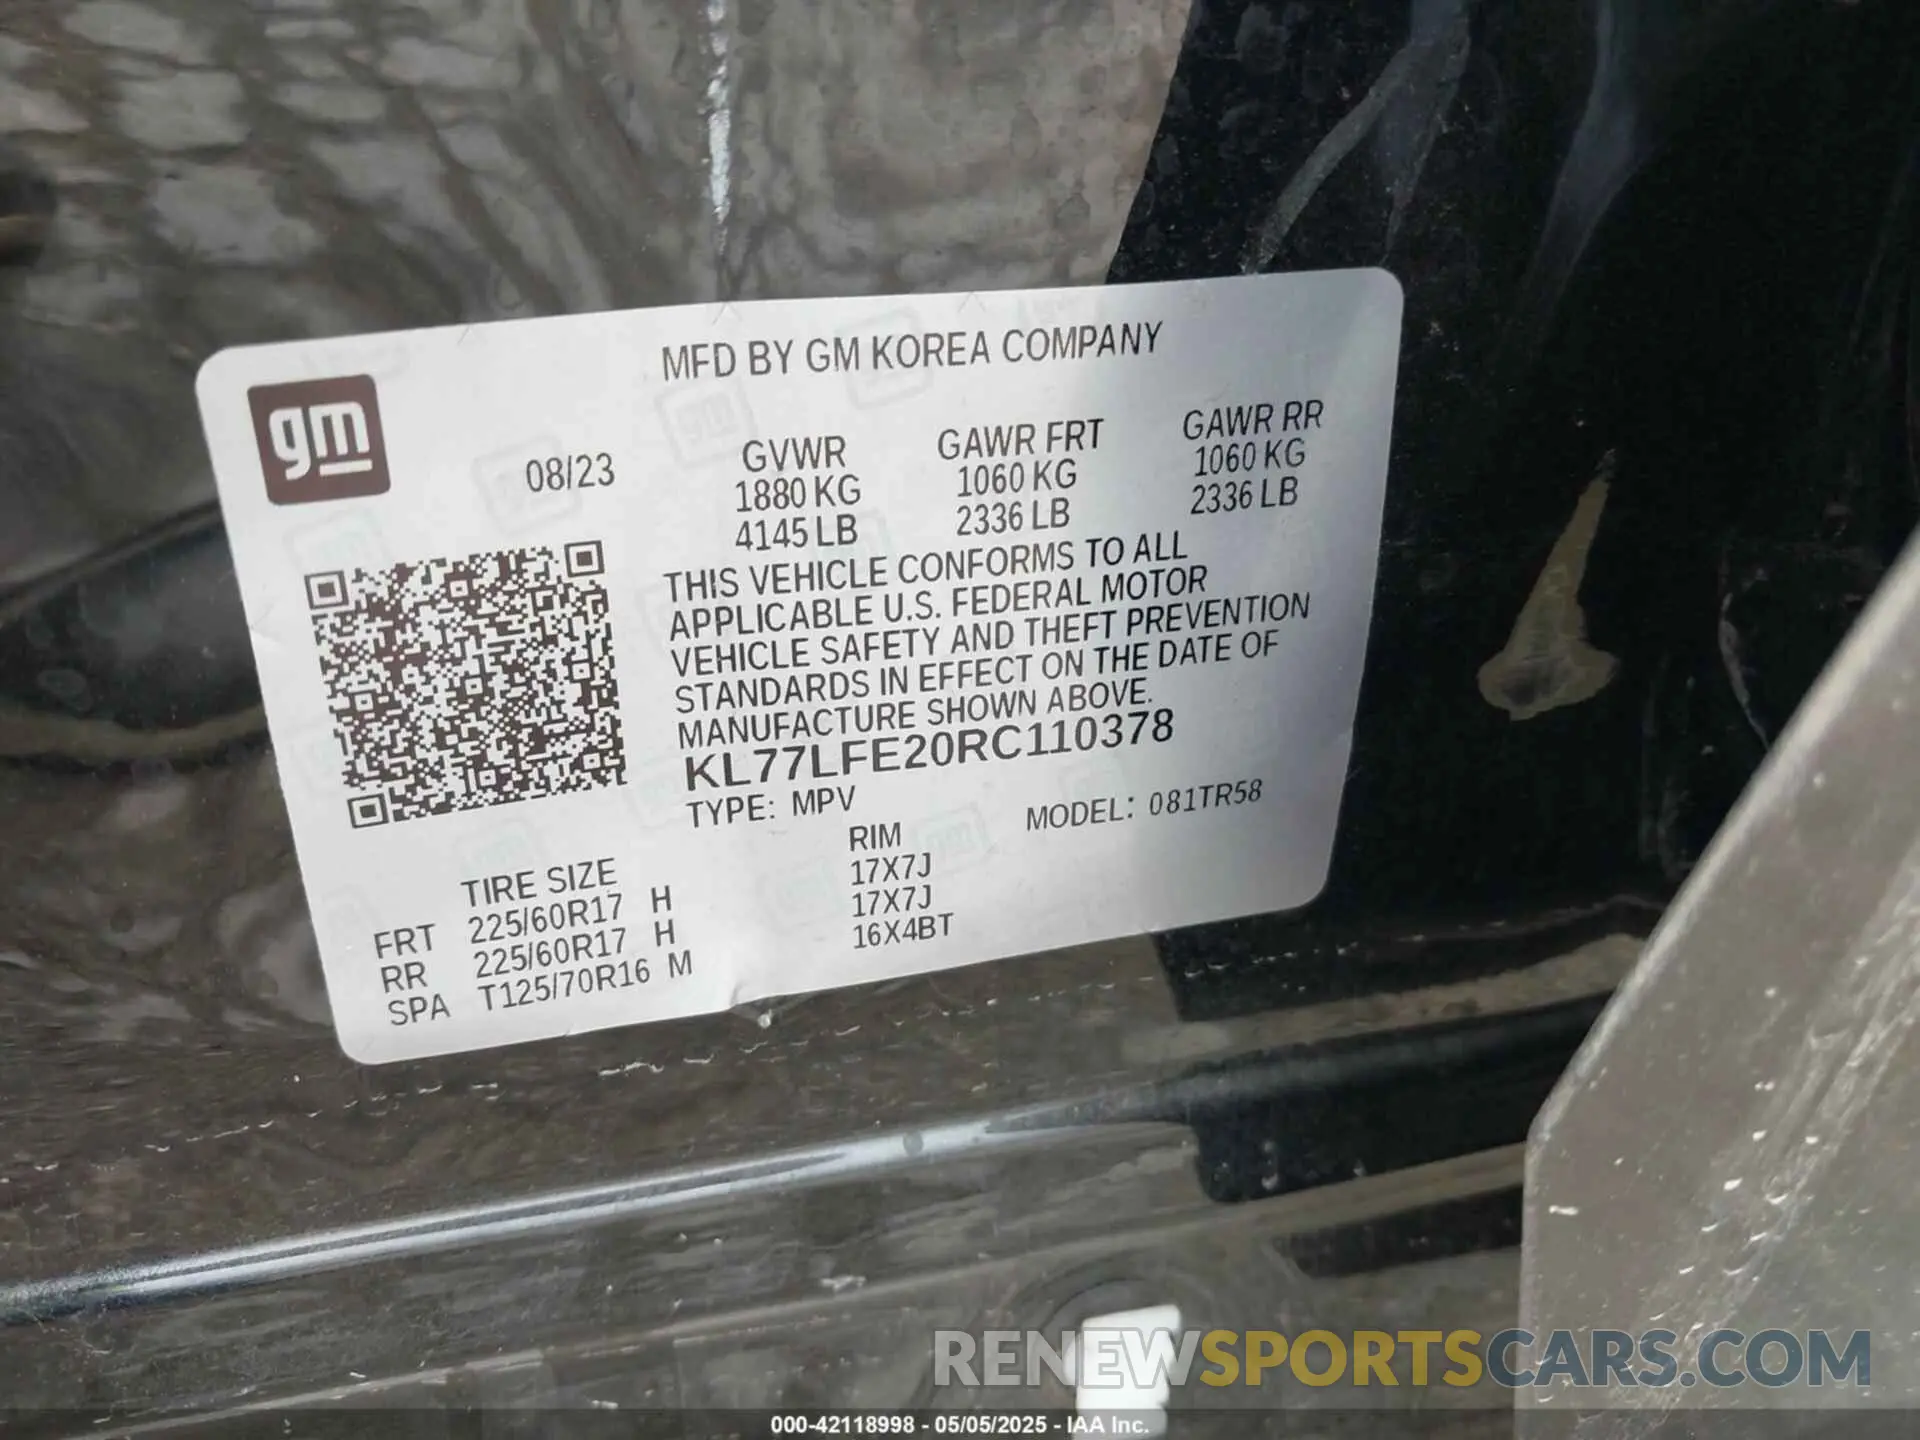 MFD BY GM KOREA COMPANY
gm
08/23
GVWR GAWR FRT GAWR RR
1880 KG 1060 KG 1060 KG
4145 LB 2336 LB 2336 LB
THIS VEHICLE CONFORMS TO ALL
APPLICABLE U.S. FEDERAL MOTOR
VEHICLE SAFETY AND THEFT PREVENTION
STANDARDS IN EFFECT ON THE DATE OF
MANUFACTURE SHOWN ABOVE.
KL77LFE20RC110378
TYPE: MPV MODEL: 081TR58
TIRE SIZE RIM
FRT 225/60R17 H 17X7J
RR 225/60R17 H 17X7J
SPA T125/70R16 M 16X4BT
RENEWSPORTSCARS.COM
000-42118998 - 05/05/2025 - IAA Inc.